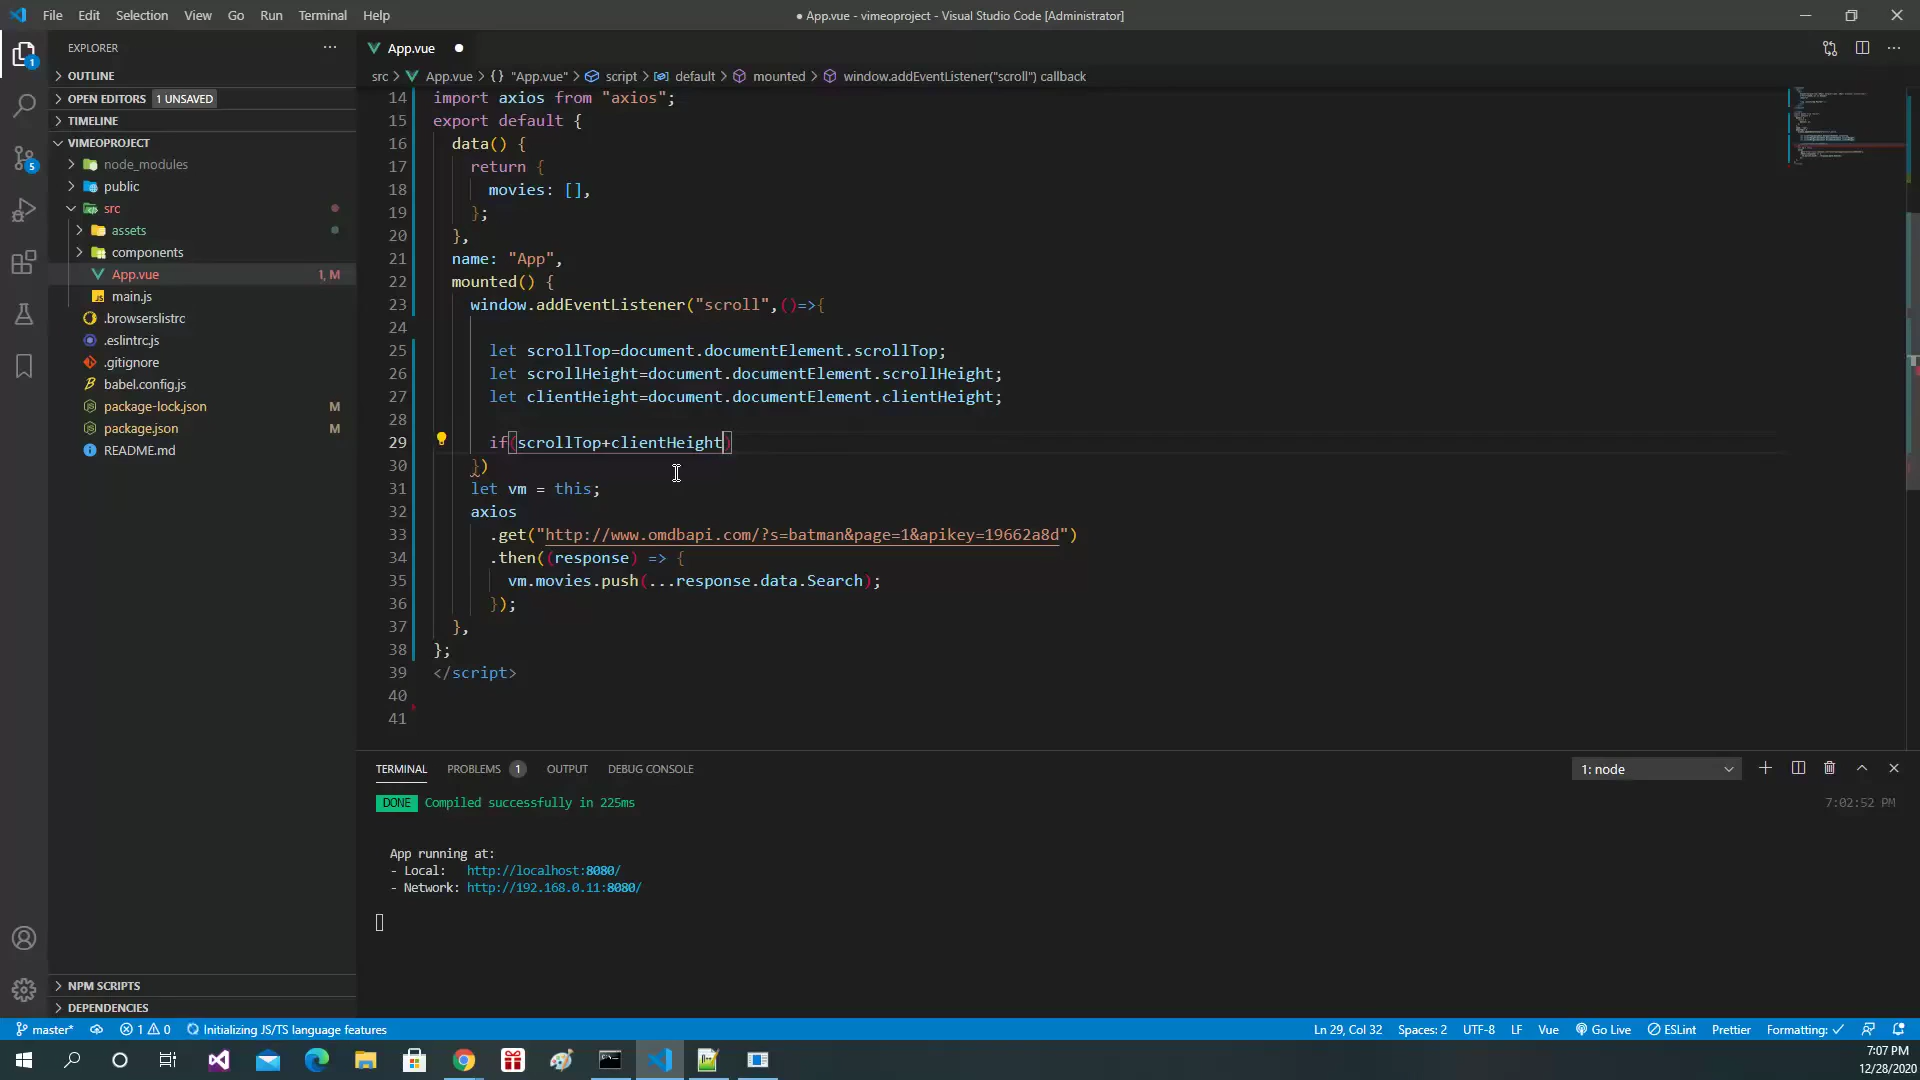 File Edit Selection View Go Run Terminal Help
● App.vue - vimeoproject - Visual Studio Code [Administrator]
EXPLORER
OUTLINE
OPEN EDITORS 1 UNSAVED
TIMELINE
VIMEOPROJECT
node_modules
public
src
assets
components
App.vue 1, M
main.js
.browserslistrc
.eslintrc.js
.gitignore
babel.config.js
package-lock.json M
package.json M
README.md
NPM SCRIPTS
DEPENDENCIES
1
5
App.vue ●
src > App.vue > {} "App.vue" > script > default > mounted > window.addEventListener("scroll") callback
14 import axios from "axios";
15 export default {
16 data() {
17 return {
18 movies: [],
19 };
20 },
21 name: "App",
22 mounted() {
23 window.addEventListener("scroll",()=>{
24
25 let scrollTop=document.documentElement.scrollTop;
26 let scrollHeight=document.documentElement.scrollHeight;
27 let clientHeight=document.documentElement.clientHeight;
28
29 if(scrollTop+clientHeight)
30 })
31 let vm = this;
32 axios
33 .get("http://www.omdbapi.com/?s=batman&page=1&apikey=19662a8d")
34 .then((response) => {
35 vm.movies.push(...response.data.Search);
36 });
37 },
38 };
39 </script>
40
41
TERMINAL PROBLEMS 1 OUTPUT DEBUG CONSOLE
1: node
DONE Compiled successfully in 225ms 7:02:52 PM
App running at:
- Local: http://localhost:8080/
- Network: http://192.168.0.11:8080/
master* 1 0 Initializing JS/TS language features
Ln 29, Col 32 Spaces: 2 UTF-8 LF Vue Go Live ESLint Prettier Formatting: ✓
7:07 PM
12/28/2020